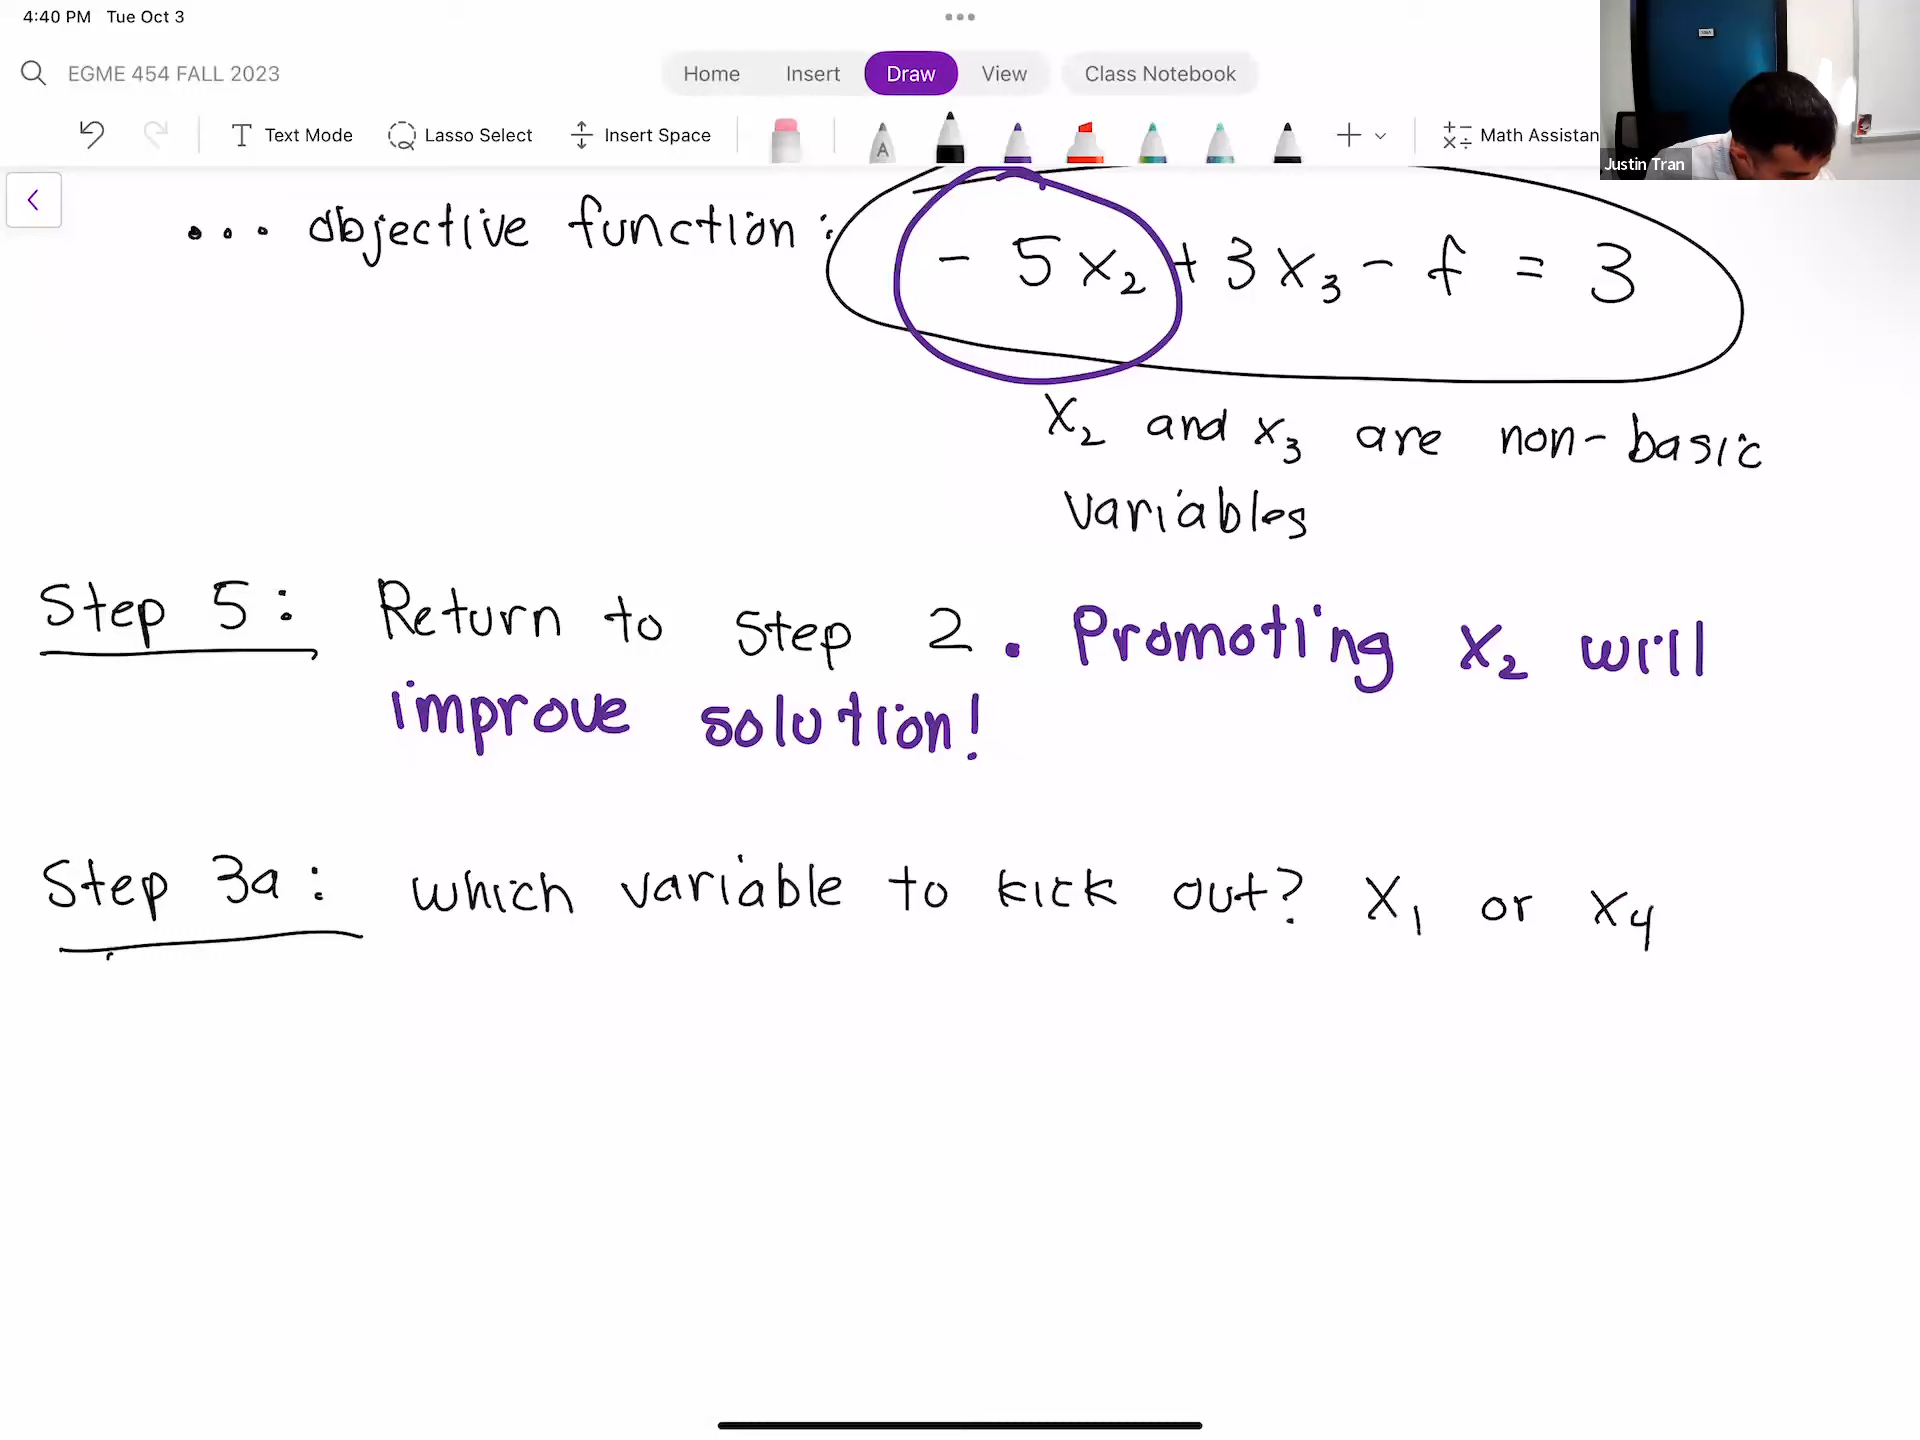 4:40 PM Tue Oct 3
EGME 454 FALL 2023
Home Insert Draw View Class Notebook
Text Mode Lasso Select Insert Space A Math Assistan
Justin Tran
... objective function: - 5x₂ + 3x₃ - f = 3
x₂ and x₃ are non-basic
variables
Step 5: Return to step 2. Promoting x₂ will
improve solution!
Step 3a: which variable to kick out? x₁ or x₄